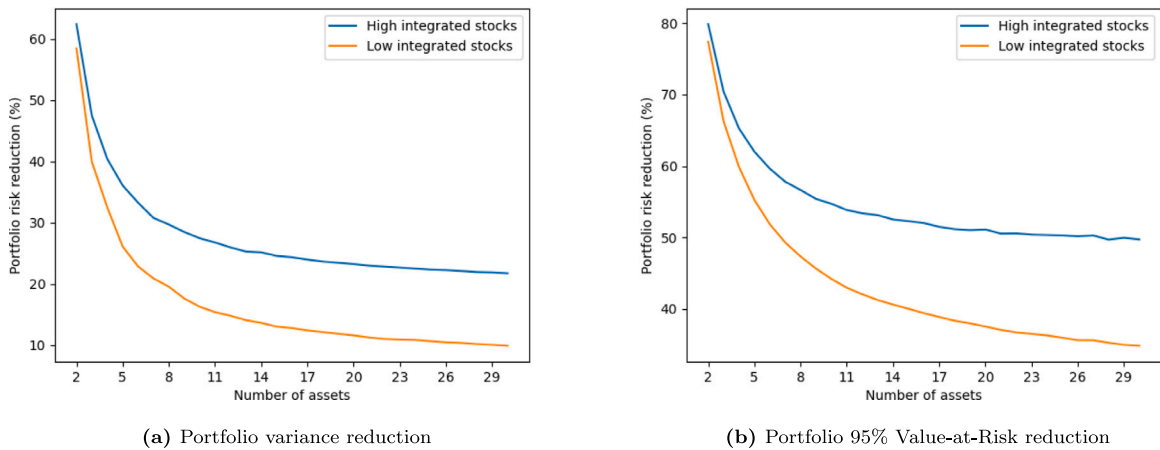 High integrated stocks
Low integrated stocks
Portfolio risk reduction (%)
60
50
40
30
20
10
2 5 8 11 14 17 20 23 26 29
Number of assets
(a) Portfolio variance reduction
High integrated stocks
Low integrated stocks
Portfolio risk reduction (%)
80
70
60
50
40
2 5 8 11 14 17 20 23 26 29
Number of assets
(b) Portfolio 95% Value-at-Risk reduction